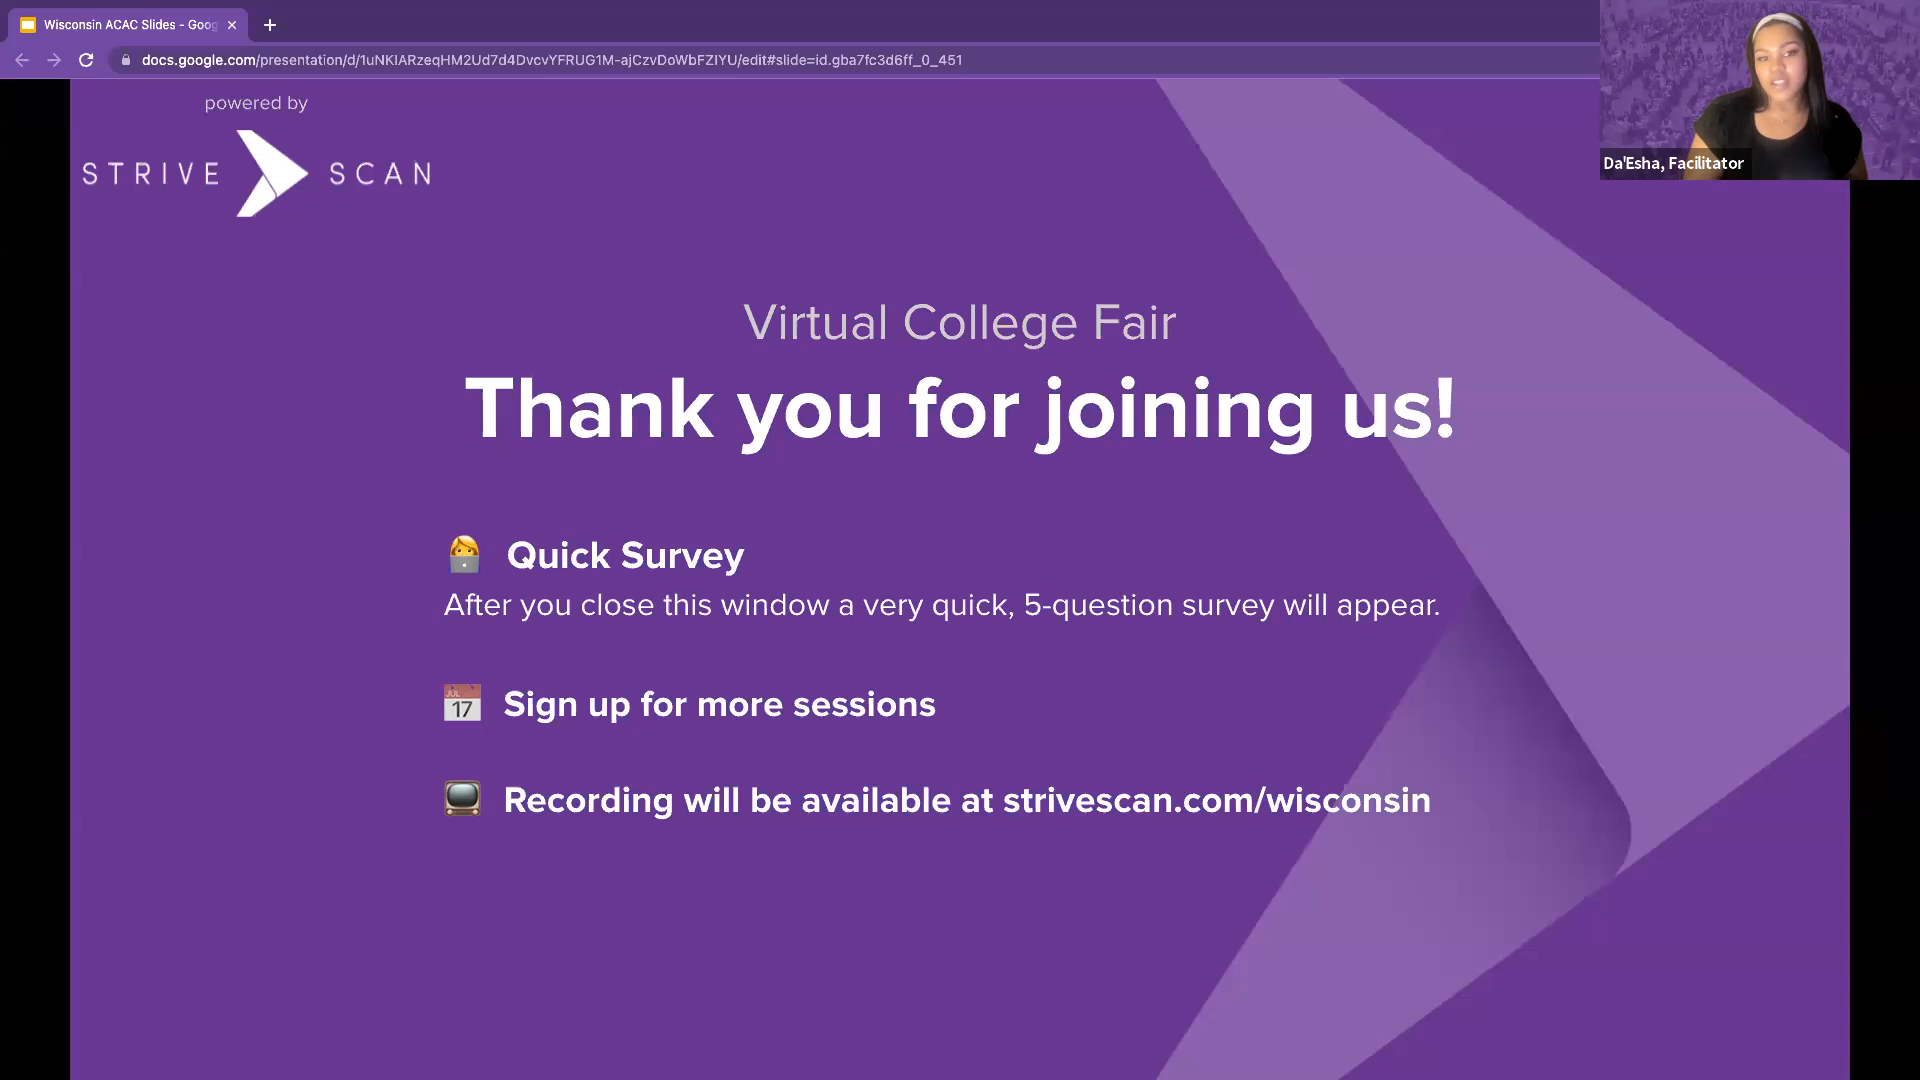 Wisconsin ACAC Slides - Goog
docs.google.com/presentation/d/1uNKIARzeqHM2Ud7d4DvcvYFRUG1M-ajCzvDoWbFZIYU/edit#slide=id.gba7fc3d6ff_0_451
Da'Esha, Facilitator
powered by
STRIVE SCAN
Virtual College Fair
Thank you for joining us!
Quick Survey
After you close this window a very quick, 5-question survey will appear.
JUL
17
Sign up for more sessions
Recording will be available at strivescan.com/wisconsin